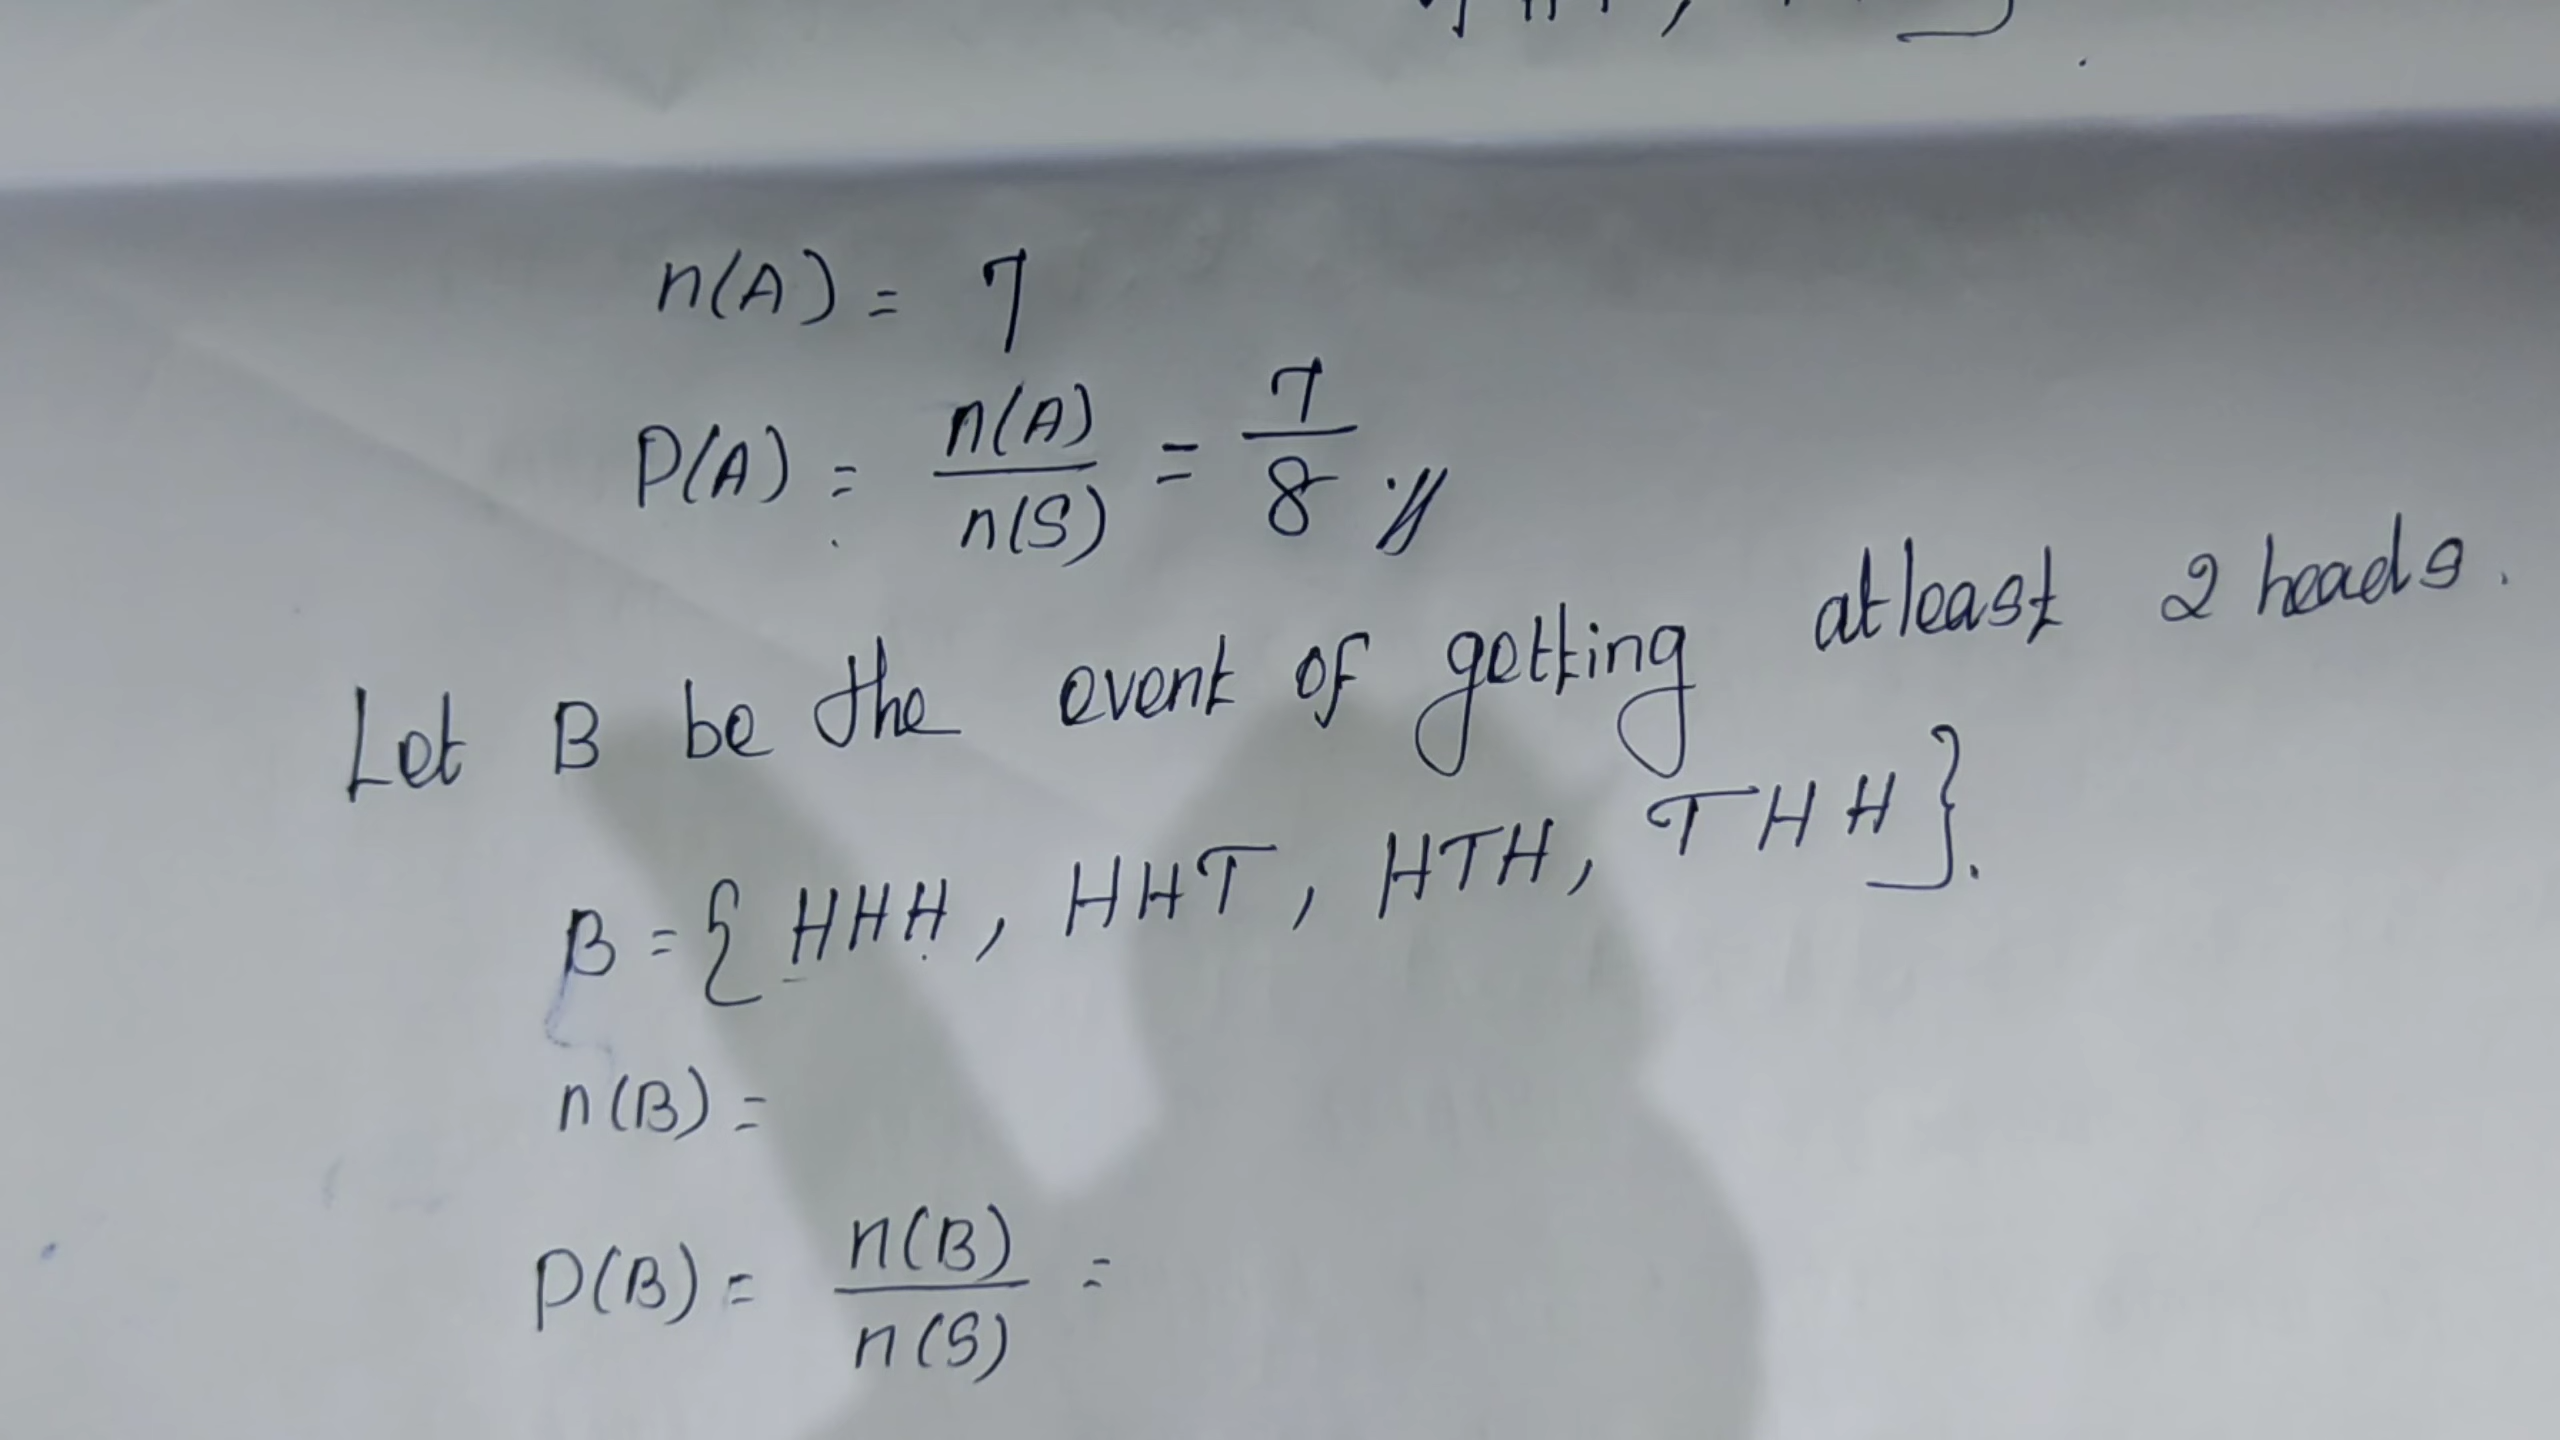 n(A) = 7
P(A) = n(A)/n(S) = 7/8 //
Let B be the event of getting atleast 2 heads.
B = { HHH, HHT, HTH, THH }.
n(B) =
P(B) = n(B)/n(S) =